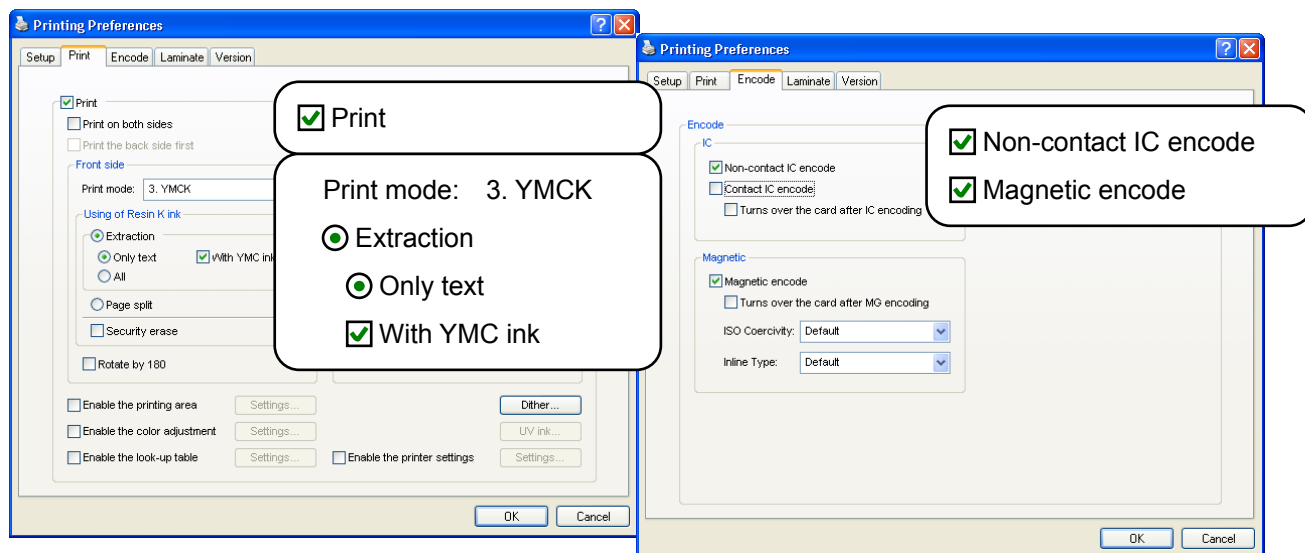 Printing Preferences
Setup Print Encode Laminate Version
Print
Print on both sides
Print the back side first
Front side
Print mode: 3. YMCK
Using of Resin K ink
Extraction
Only text With YMC ink
All
Page split
Security erase
Rotate by 180
Enable the printing area Settings... Dither...
Enable the color adjustment Settings... UV ink...
Enable the look-up table Settings... Enable the printer settings Settings...
OK Cancel
Print
Print mode: 3. YMCK
Extraction
Only text
With YMC ink
Printing Preferences
Setup Print Encode Laminate Version
Encode
IC
Non-contact IC encode
Contact IC encode
Turns over the card after IC encoding
Magnetic
Magnetic encode
Turns over the card after MG encoding
ISO Coercivity: Default
Inline Type: Default
OK Cancel
Non-contact IC encode
Magnetic encode